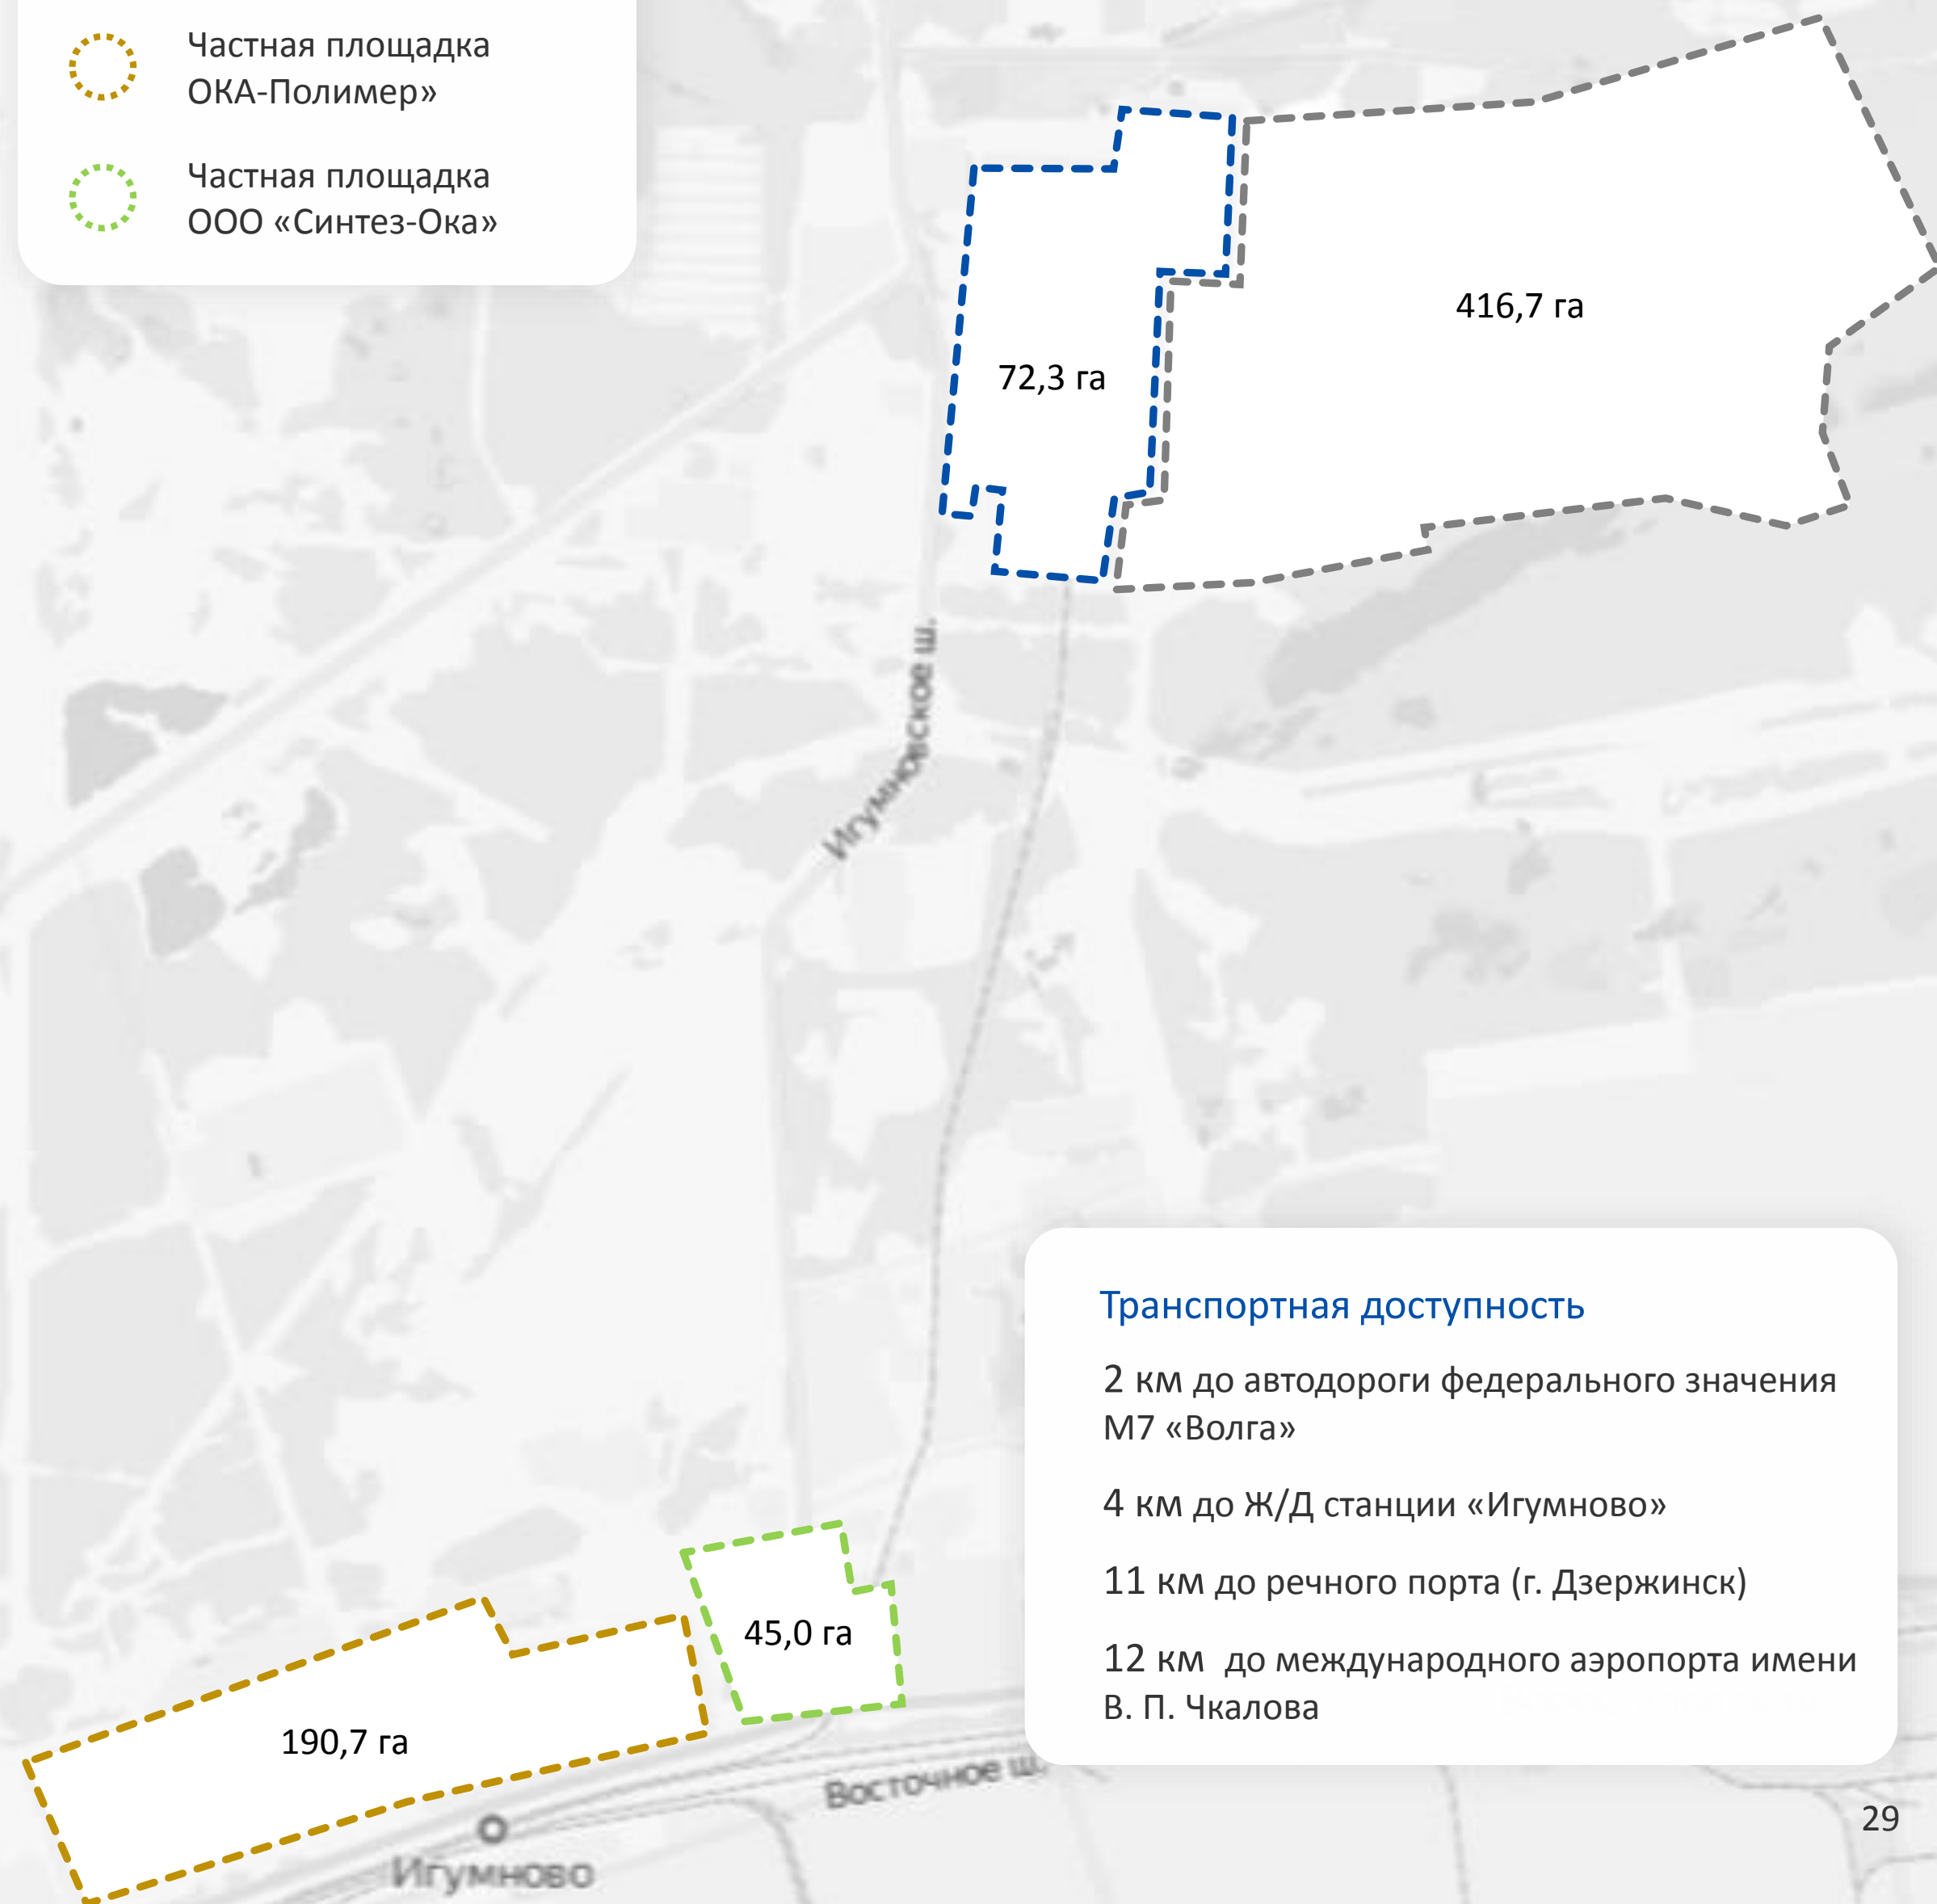 Частная площадка
ОКА-Полимер»
Частная площадка
ООО «Синтез-Ока»
416,7 га
72,3 га
Игумновское ш.
Транспортная доступность
2 км до автодороги федерального значения
М7 «Волга»
4 км до Ж/Д станции «Игумново»
11 км до речного порта (г. Дзержинск)
12 км до международного аэропорта имени
В. П. Чкалова
45,0 га
190,7 га
Восточное ш.
Игумново
29